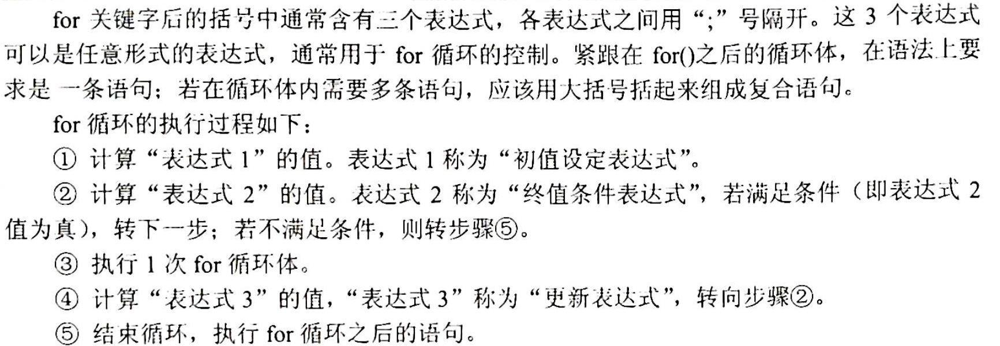 for 关键字后的括号中通常含有三个表达式，各表达式之间用“;”号隔开。这 3 个表达式
可以是任意形式的表达式，通常用于 for 循环的控制。紧跟在 for()之后的循环体，在语法上要
求是一条语句；若在循环体内需要多条语句，应该用大括号括起来组成复合语句。
for 循环的执行过程如下：
① 计算“表达式 1”的值。表达式 1 称为“初值设定表达式”。
② 计算“表达式 2”的值。表达式 2 称为“终值条件表达式”，若满足条件（即表达式 2
值为真），转下一步；若不满足条件，则转步骤⑤。
③ 执行 1 次 for 循环体。
④ 计算“表达式 3”的值，“表达式 3”称为“更新表达式”，转向步骤②。
⑤ 结束循环，执行 for 循环之后的语句。